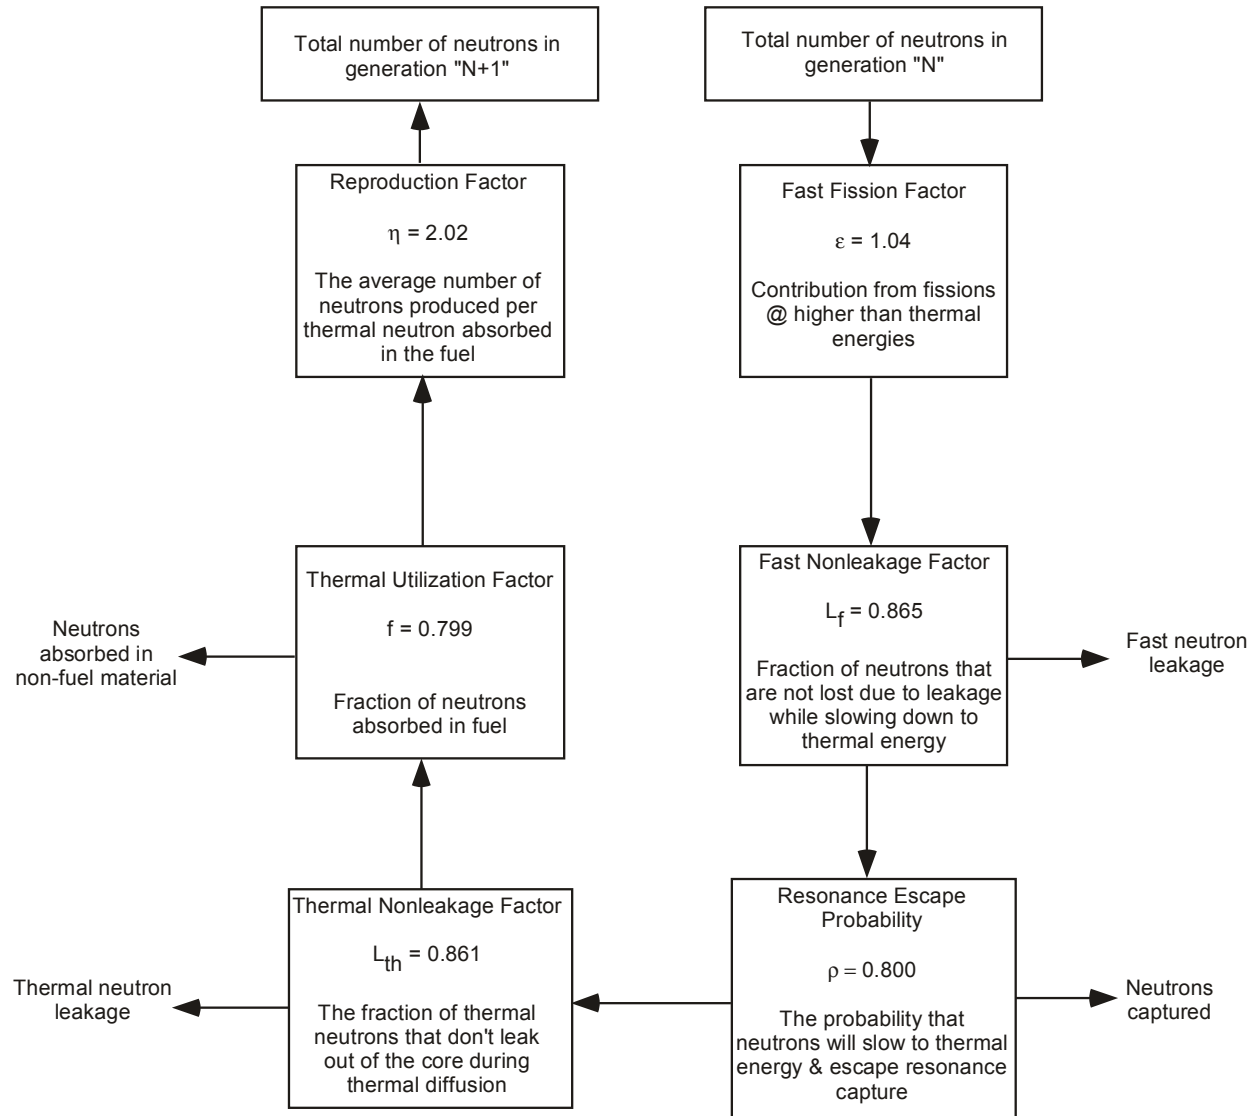 Total number of neutrons in
generation "N+1"
Total number of neutrons in
generation "N"
Reproduction Factor
η = 2.02
The average number of
neutrons produced per
thermal neutron absorbed
in the fuel
Fast Fission Factor
ε = 1.04
Contribution from fissions
@ higher than thermal
energies
Thermal Utilization Factor
f = 0.799
Fraction of neutrons
absorbed in fuel
Neutrons
absorbed in
non-fuel material
Fast Nonleakage Factor
Lf = 0.865
Fraction of neutrons that
are not lost due to leakage
while slowing down to
thermal energy
Fast neutron
leakage
Thermal Nonleakage Factor
Lth = 0.861
The fraction of thermal
neutrons that don't leak
out of the core during
thermal diffusion
Thermal neutron
leakage
Resonance Escape
Probability
ρ = 0.800
The probability that
neutrons will slow to thermal
energy & escape resonance
capture
Neutrons
captured